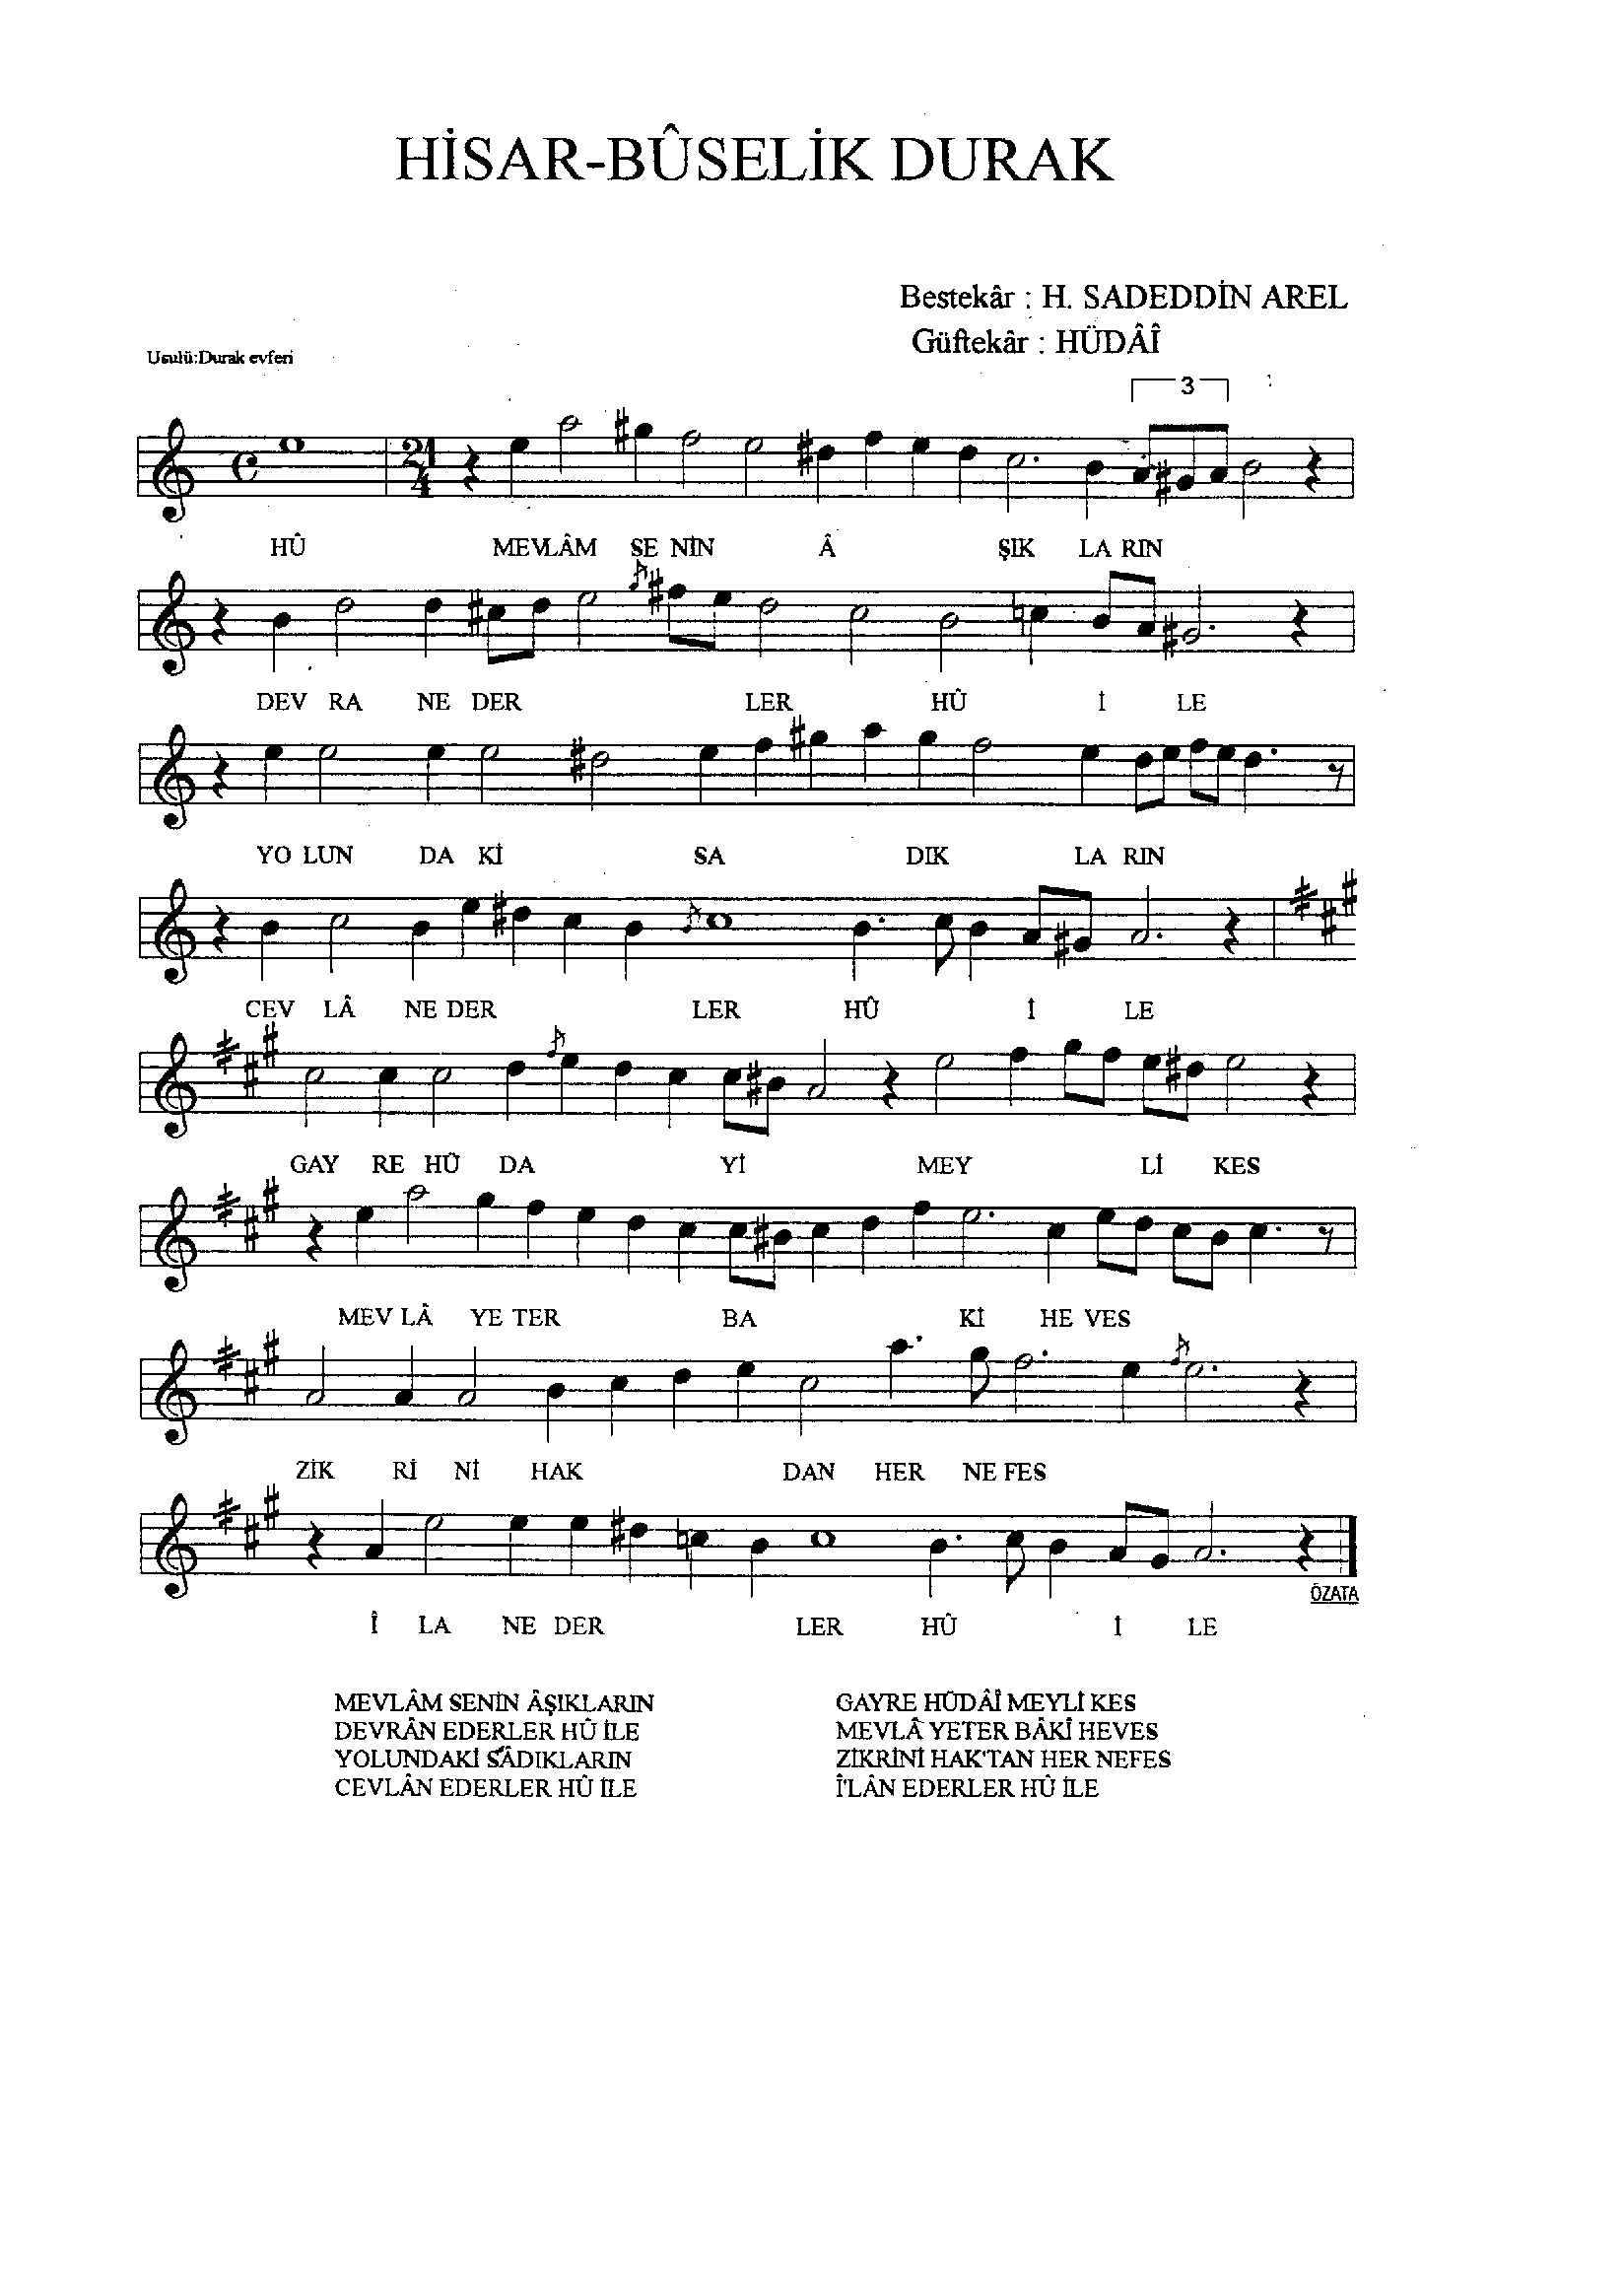 HİSAR-BÛSELİK DURAK
Bestekâr : H. SADEDDİN AREL
Güftekâr : HÜDÂÎ
Usulü:Durak evferi
3
21
4
HÛ MEVLÂM SE NİN Â ŞIK LA RIN
DEV RA NE DER LER HÛ İ LE
YO LUN DA Kİ SA DIK LA RIN
CEV LÂ NE DER LER HÛ İ LE
GAY RE HÜ DA Yİ MEY Lİ KES
MEV LÂ YE TER BA Kİ HE VES
ZİK Rİ Nİ HAK DAN HER NE FES
ÖZATA
Î LA NE DER LER HÛ İ LE
MEVLÂM SENİN ÂŞIKLARIN
DEVRÂN EDERLER HÛ İLE
YOLUNDAKİ SÂDIKLARIN
CEVLÂN EDERLER HÛ İLE
GAYRE HÜDÂÎ MEYLİ KES
MEVLÂ YETER BÂKÎ HEVES
ZİKRİNİ HAK'TAN HER NEFES
Î'LÂN EDERLER HÛ İLE